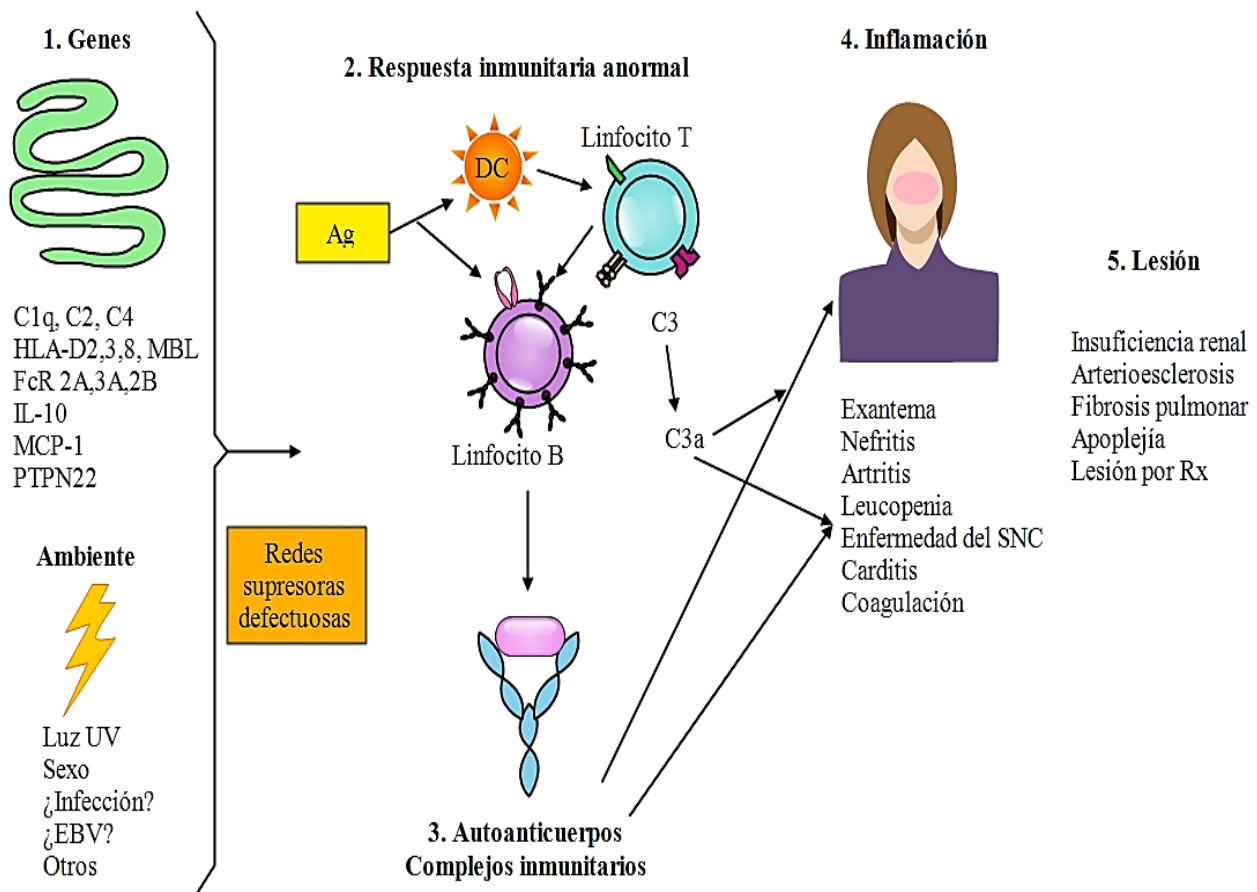 1. Genes
C1q, C2, C4
HLA-D2,3,8, MBL
FcR 2A,3A,2B
IL-10
MCP-1
PTPN22
Ambiente
Luz UV
Sexo
¿Infección?
¿EBV?
Otros
Redes
supresoras
defectuosas
2. Respuesta inmunitaria anormal
Ag
DC
Linfocito T
Linfocito B
C3
C3a
3. Autoanticuerpos
Complejos inmunitarios
4. Inflamación
Exantema
Nefritis
Artritis
Leucopenia
Enfermedad del SNC
Carditis
Coagulación
5. Lesión
Insuficiencia renal
Arterioesclerosis
Fibrosis pulmonar
Apoplejía
Lesión por Rx